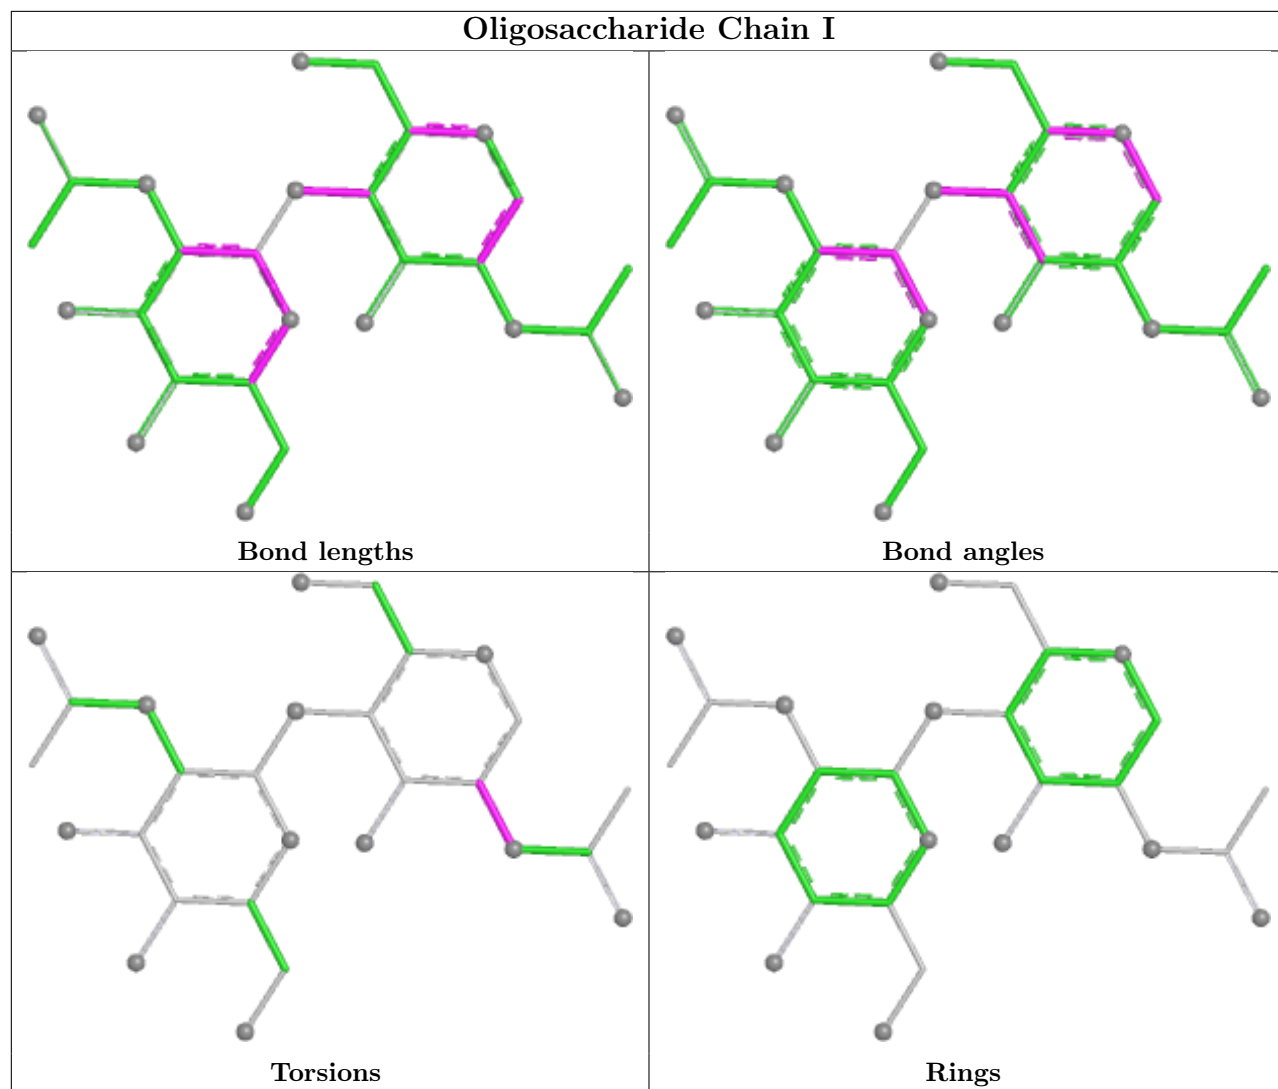 Oligosaccharide Chain I
Bond lengths
Bond angles
Torsions
Rings